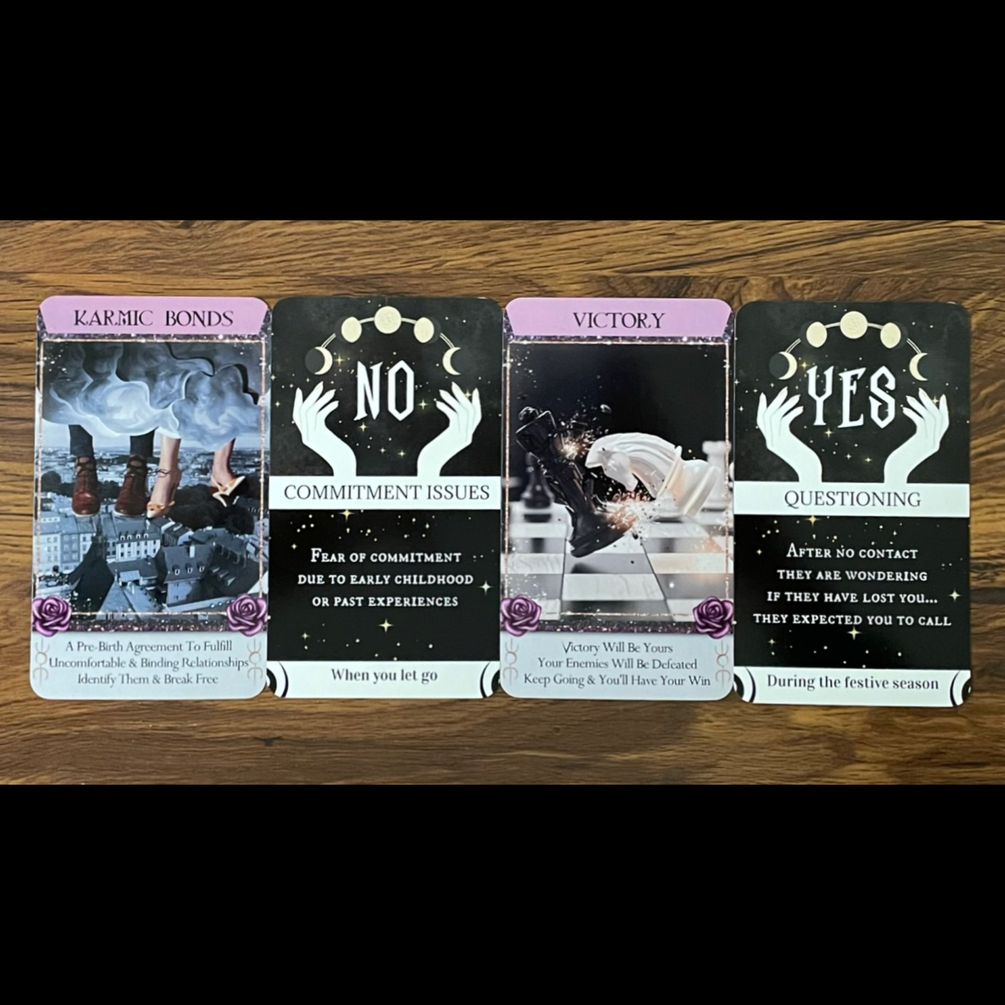 KARMIC BONDS
A Pre-Birth Agreement To Fulfill
Uncomfortable & Binding Relationships
Identify Them & Break Free
NO
COMMITMENT ISSUES
FEAR OF COMMITMENT
DUE TO EARLY CHILDHOOD
OR PAST EXPERIENCES
When you let go
VICTORY
Victory Will Be Yours
Your Enemies Will Be Defeated
Keep Going & You'll Have Your Win
YES
QUESTIONING
AFTER NO CONTACT
THEY ARE WONDERING
IF THEY HAVE LOST YOU...
THEY EXPECTED YOU TO CALL
During the festive season